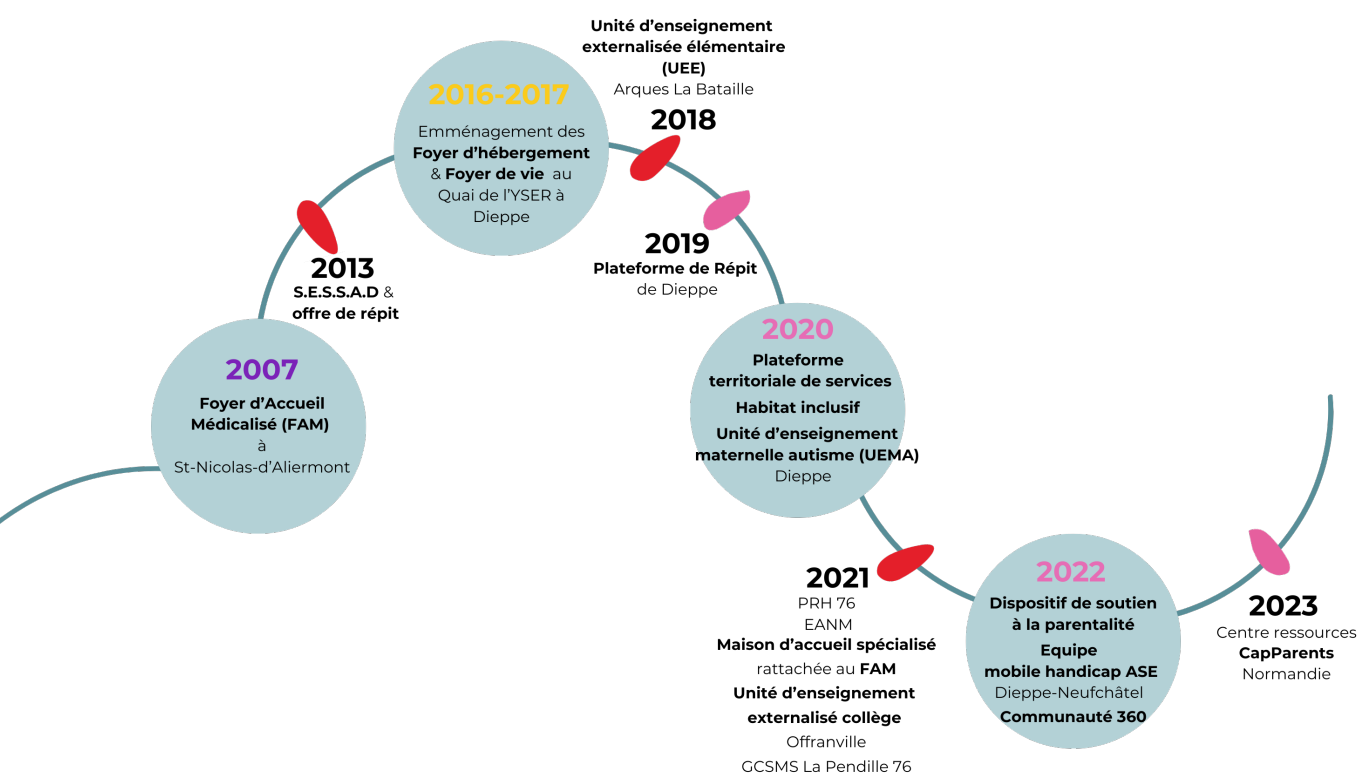 2007
Foyer d’Accueil
Médicalisé (FAM)
à
St-Nicolas-d’Aliermont
2013
S.E.S.S.A.D &
offre de répit
2016-2017
Emménagement des
Foyer d’hébergement
& Foyer de vie au
Quai de l’YSER à
Dieppe
Unité d’enseignement
externalisée élémentaire
(UEE)
Arques La Bataille
2018
2019
Plateforme de Répit
de Dieppe
2020
Plateforme
territoriale de services
Habitat inclusif
Unité d’enseignement
maternelle autisme (UEMA)
Dieppe
2021
PRH 76
EANM
Maison d’accueil spécialisé
rattachée au FAM
Unité d’enseignement
externalisé collège
Offranville
GCSMS La Pendille 76
2022
Dispositif de soutien
à la parentalité
Equipe
mobile handicap ASE
Dieppe-Neufchâtel
Communauté 360
2023
Centre ressources
CapParents
Normandie